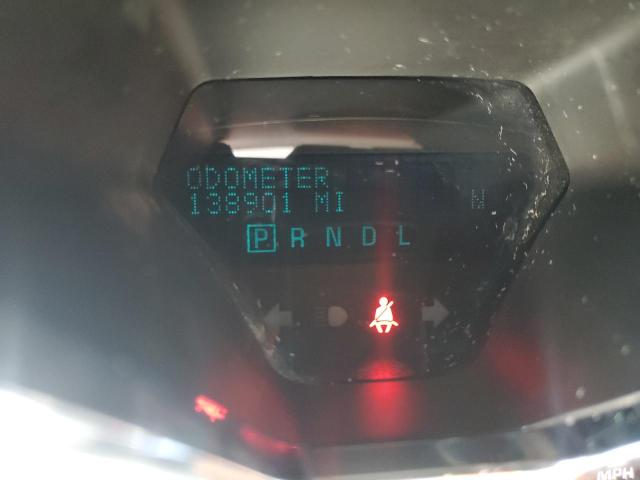 ODOMETER
138901 MI N
P R N D L
MPH